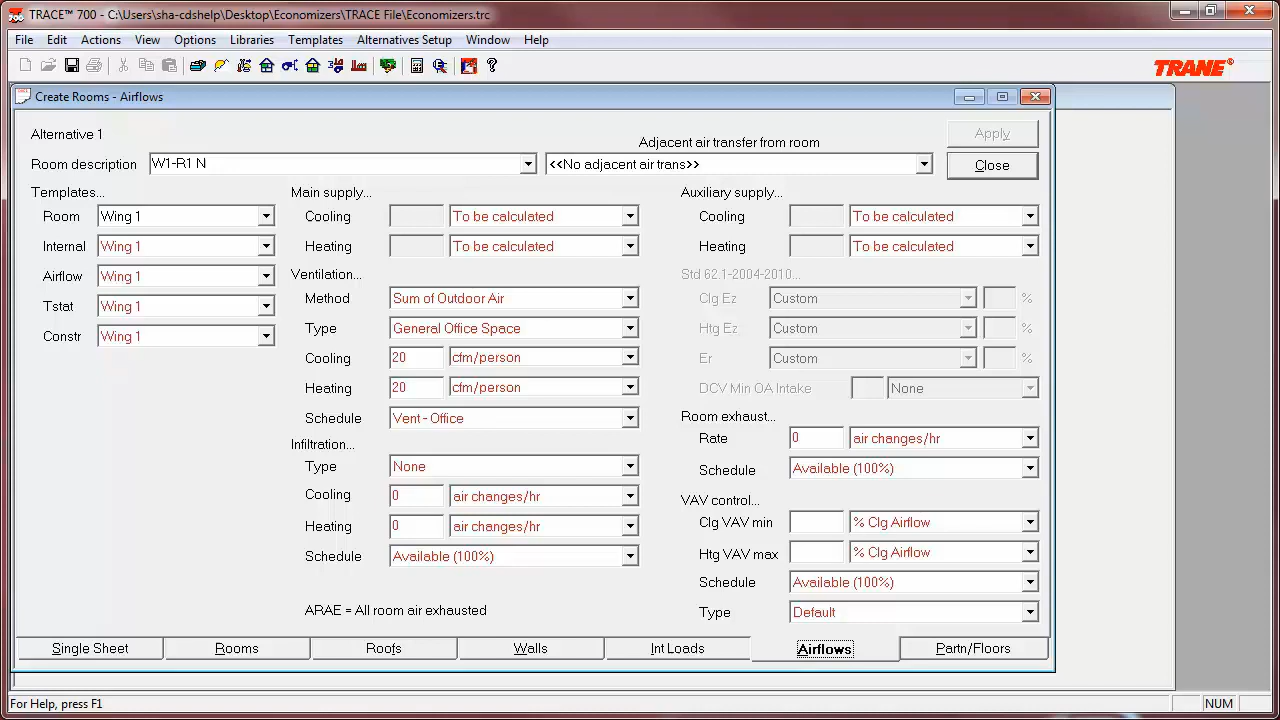 TRACE™ 700 - C:\Users\sha-cdshelp\Desktop\Economizers\TRACE File\Economizers.trc
File Edit Actions View Options Libraries Templates Alternatives Setup Window Help
TRANE®
Create Rooms - Airflows
Alternative 1
Adjacent air transfer from room
Apply
Room description W1-R1 N <<No adjacent air trans>> Close
Templates... Main supply... Auxiliary supply...
Room Wing 1 Cooling To be calculated Cooling To be calculated
Internal Wing 1 Heating To be calculated Heating To be calculated
Airflow Wing 1 Ventilation... Std 62.1-2004-2010...
Method Sum of Outdoor Air Clg Ez Custom %
Tstat Wing 1 Type General Office Space Htg Ez Custom %
Constr Wing 1 Cooling 20 cfm/person Er Custom %
Heating 20 cfm/person DCV Min OA Intake None
Schedule Vent - Office Room exhaust...
Infiltration... Rate 0 air changes/hr
Type None Schedule Available (100%)
Cooling 0 air changes/hr VAV control...
Heating 0 air changes/hr Clg VAV min % Clg Airflow
Schedule Available (100%) Htg VAV max % Clg Airflow
Schedule Available (100%)
ARAE = All room air exhausted Type Default
Single Sheet Rooms Roofs Walls Int Loads Airflows Partn/Floors
For Help, press F1 NUM